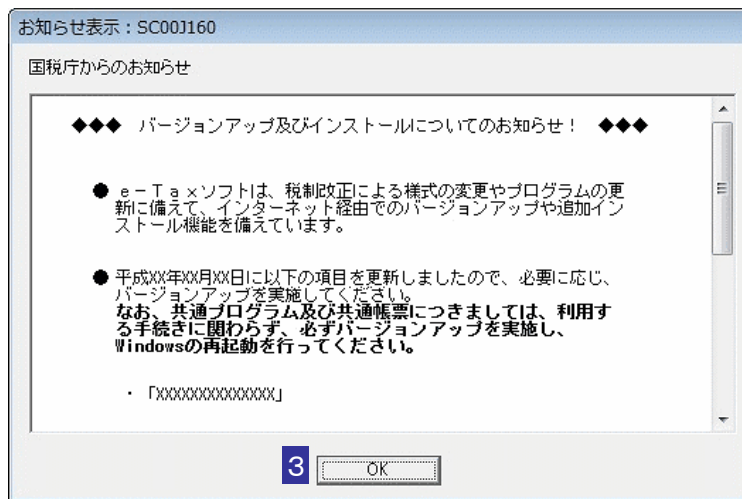 お知らせ表示：SC00J160
国税庁からのお知らせ
◆◆◆ バージョンアップ及びインストールについてのお知らせ！ ◆◆◆
● ｅ－Ｔａｘソフトは、税制改正による様式の変更やプログラムの更
新に備えて、インターネット経由でのバージョンアップや追加イン
ストール機能を備えています。
● 平成XX年XX月XX日に以下の項目を更新しましたので、必要に応じ、
バージョンアップを実施してください。
なお、共通プログラム及び共通帳票につきましては、利用す
る手続きに関わらず、必ずバージョンアップを実施し、
Windowsの再起動を行ってください。
・「XXXXXXXXXXXXXX」
3 OK